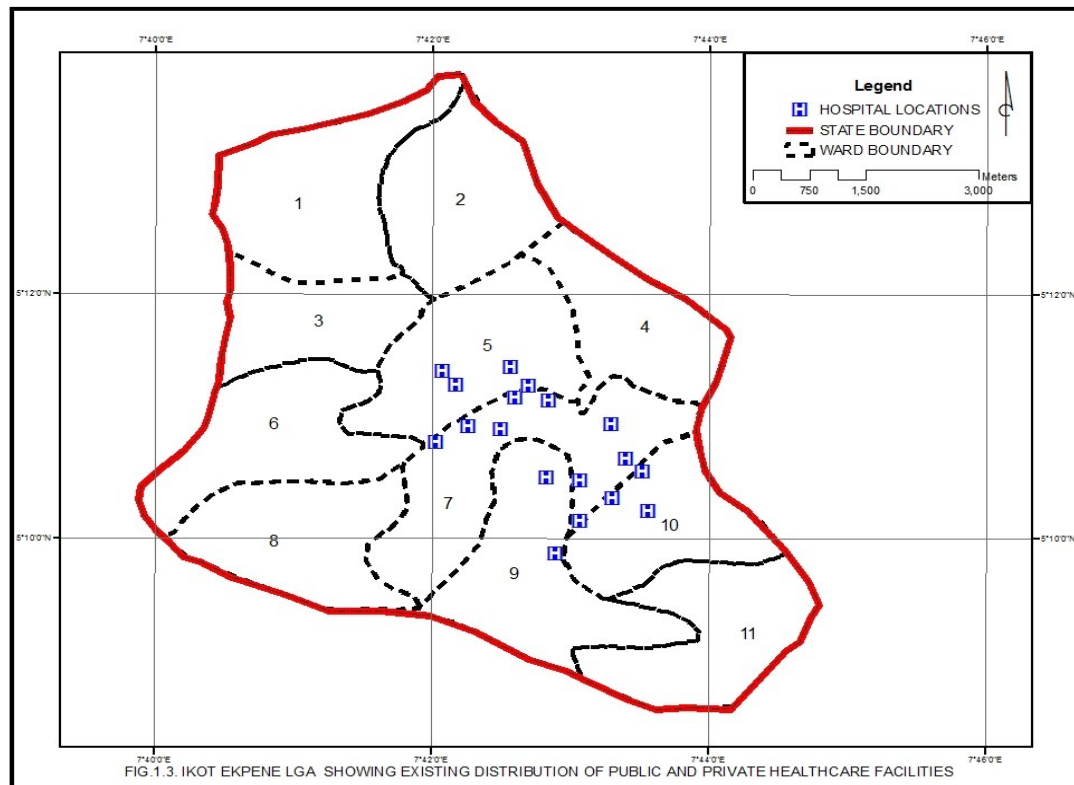 7°40'0"E 7°42'0"E 7°44'0"E 7°46'0"E
Legend
H HOSPITAL LOCATIONS
STATE BOUNDARY
WARD BOUNDARY
Meters
0 750 1,500 3,000
1
2
5°12'0"N 5°12'0"N
3
4
5
H H H H H H H
6
H H H H
H H
7
H H H H
10
H
5°10'0"N 5°10'0"N
8
H
9
11
7°40'0"E 7°42'0"E 7°44'0"E 7°46'0"E
FIG.1.3. IKOT EKPENE LGA SHOWING EXISTING DISTRIBUTION OF PUBLIC AND PRIVATE HEALTHCARE FACILITIES